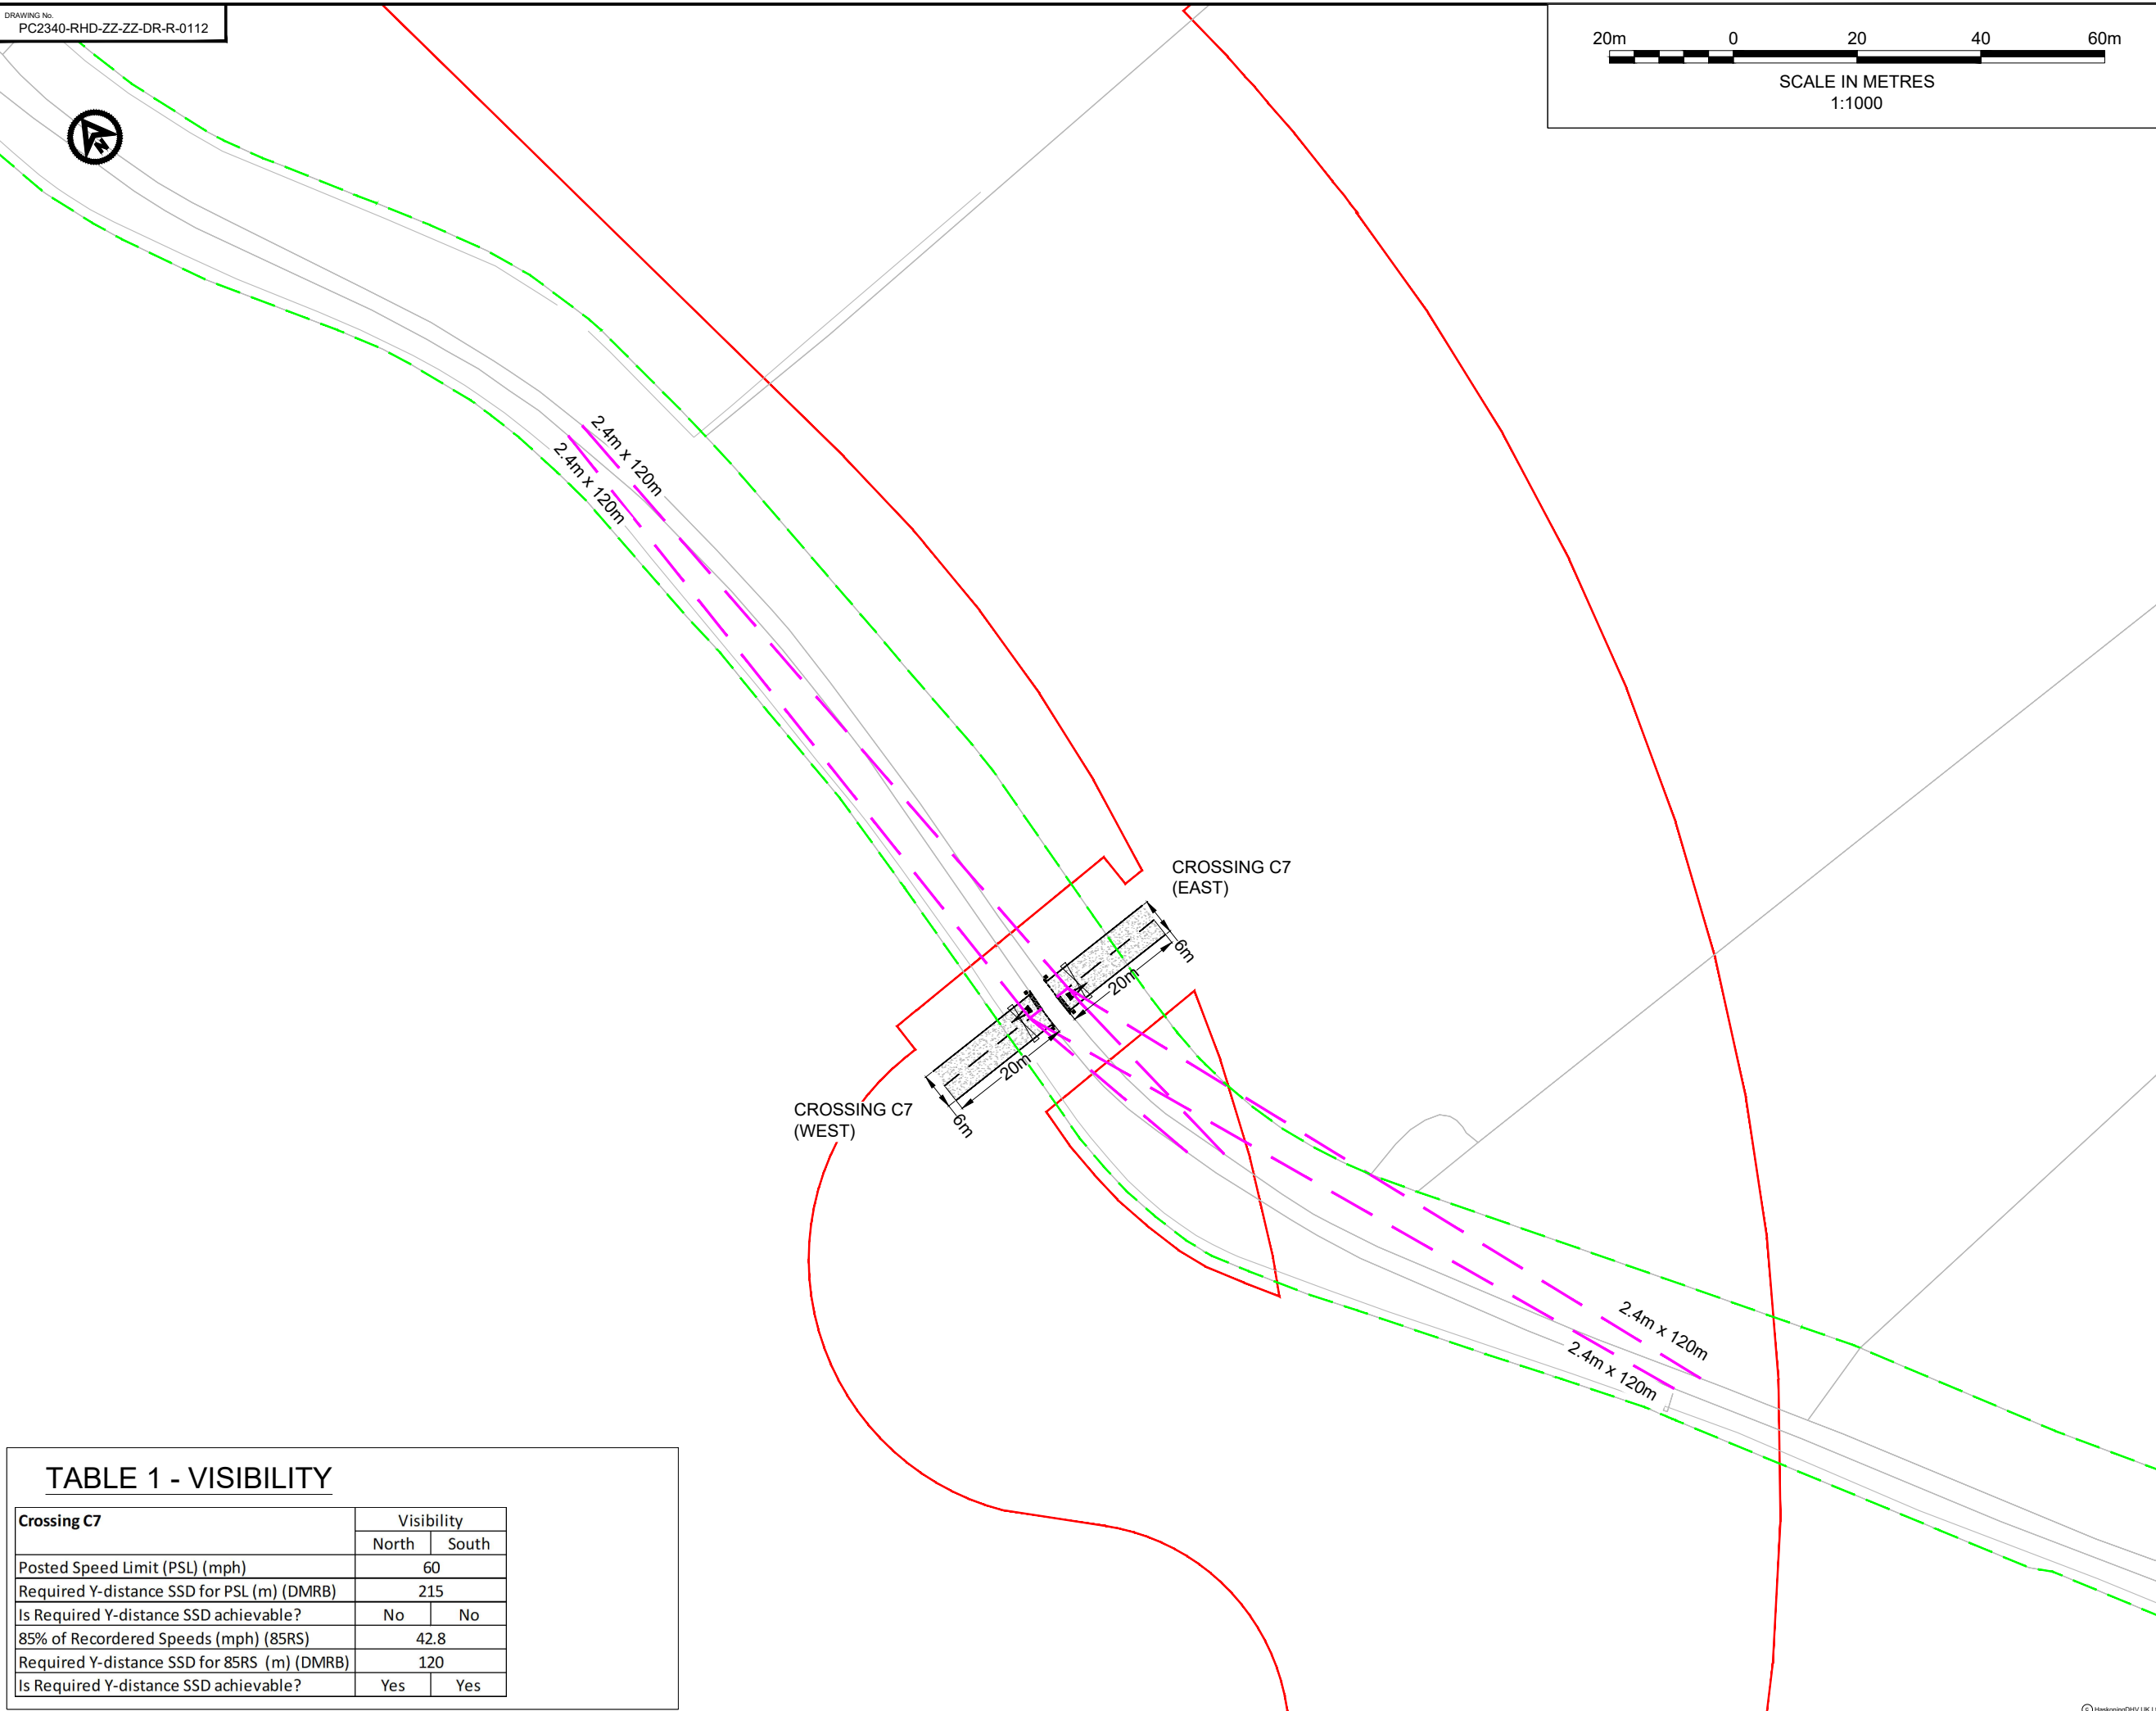 DRAWING No.
PC2340-RHD-ZZ-ZZ-DR-R-0112
20m 0 20 40 60m
SCALE IN METRES
1:1000
N
2.4m x 120m
2.4m x 120m
CROSSING C7
(EAST)
6m
20m
20m
6m
CROSSING C7
(WEST)
2.4m x 120m
2.4m x 120m
TABLE 1 - VISIBILITY
Crossing C7 Visibility
North South
Posted Speed Limit (PSL) (mph) 60
Required Y-distance SSD for PSL (m) (DMRB) 215
Is Required Y-distance SSD achievable? No No
85% of Recordered Speeds (mph) (85RS) 42.8
Required Y-distance SSD for 85RS (m) (DMRB) 120
Is Required Y-distance SSD achievable? Yes Yes
© HaskoningDHV UK